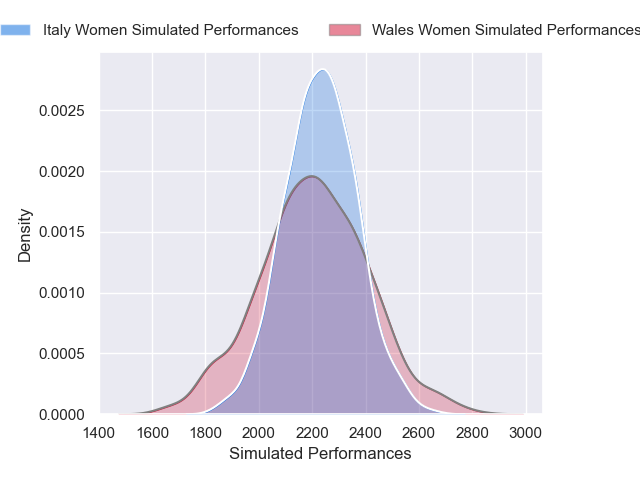 Italy Women Simulated Performances
Wales Women Simulated Performances
0.0025
0.0020
0.0015
0.0010
0.0005
0.0000
Density
1400 1600 1800 2000 2200 2400 2600 2800 3000
Simulated Performances